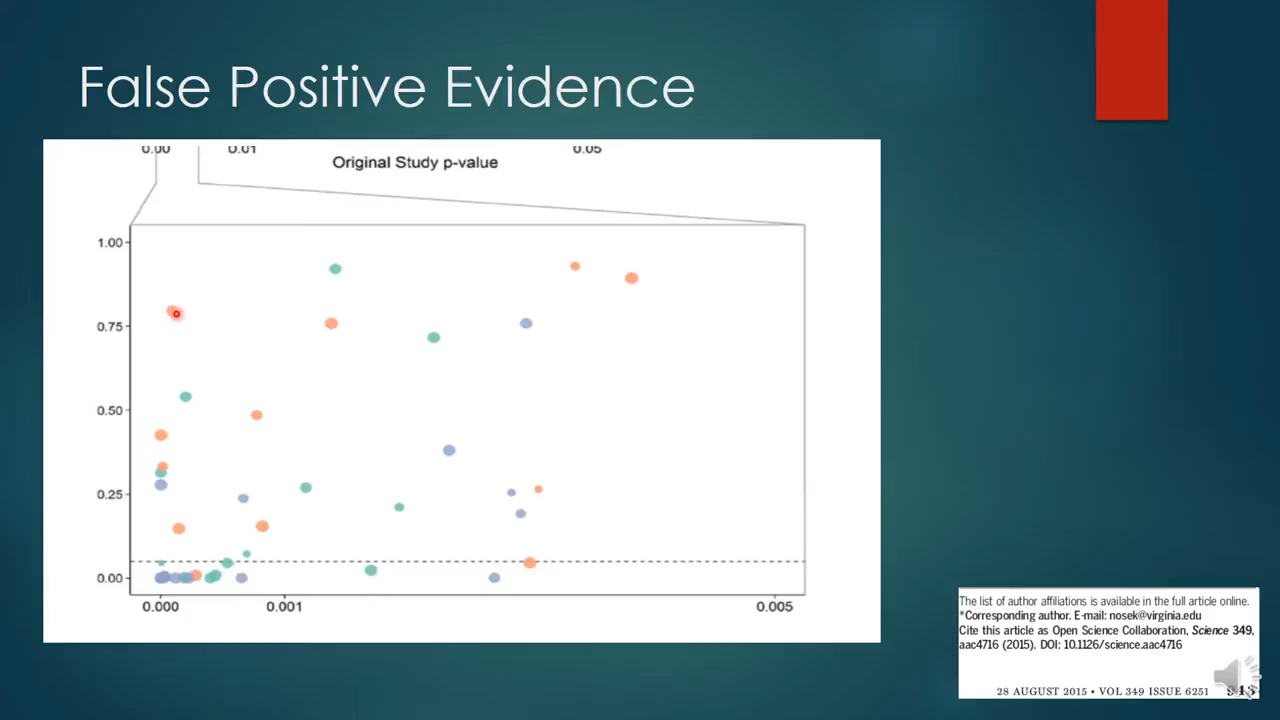 False Positive Evidence
0.00 0.01 0.05
Original Study p-value
1.00
0.75
0.50
0.25
0.00
0.000 0.001 0.005
The list of author affiliations is available in the full article online.
*Corresponding author. E-mail: nosek@virginia.edu
Cite this article as Open Science Collaboration, Science 349,
aac4716 (2015). DOI: 10.1126/science.aac4716
28 AUGUST 2015 • VOL 349 ISSUE 6251